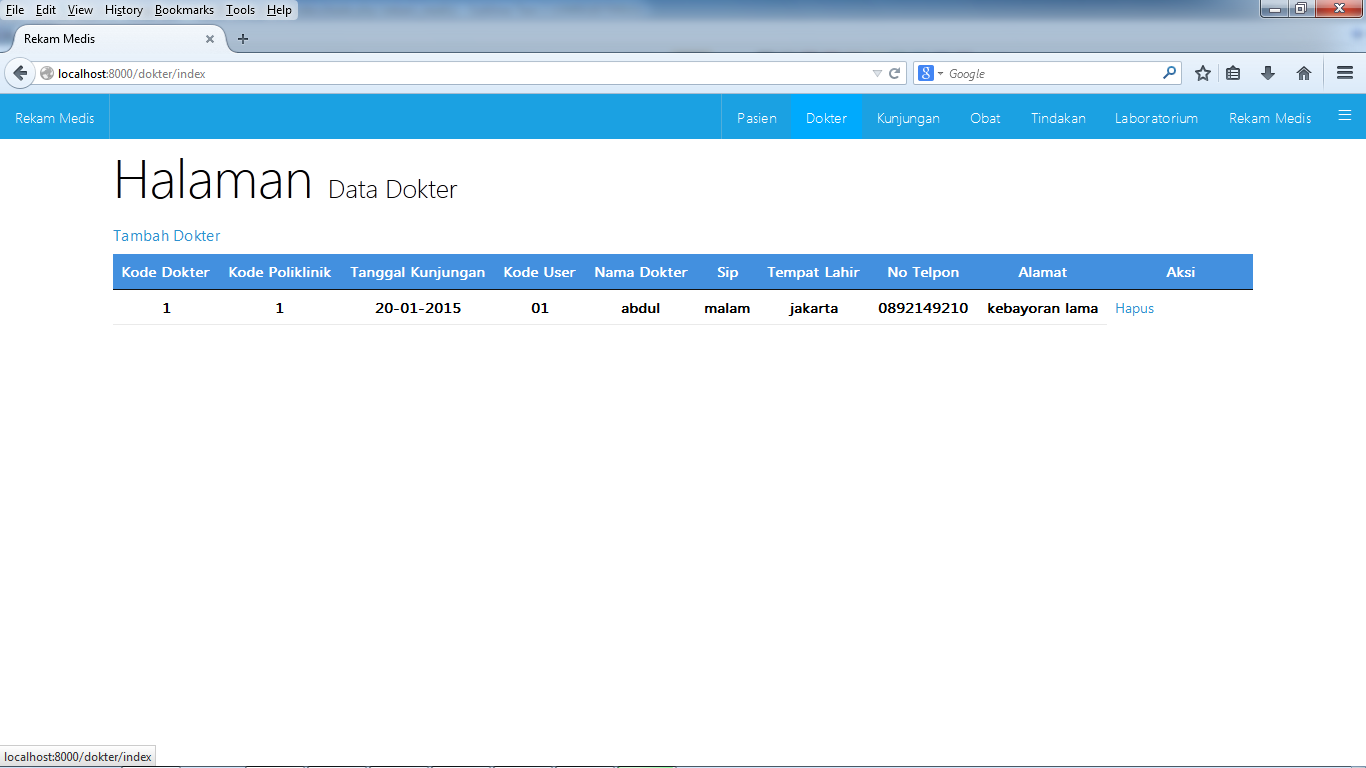 File Edit View History Bookmarks Tools Help
Rekam Medis
localhost:8000/dokter/index
Google
Rekam Medis Pasien Dokter Kunjungan Obat Tindakan Laboratorium Rekam Medis
Halaman Data Dokter
Tambah Dokter
Kode Dokter Kode Poliklinik Tanggal Kunjungan Kode User Nama Dokter Sip Tempat Lahir No Telpon Alamat Aksi
1 1 20-01-2015 01 abdul malam jakarta 0892149210 kebayoran lama Hapus
localhost:8000/dokter/index